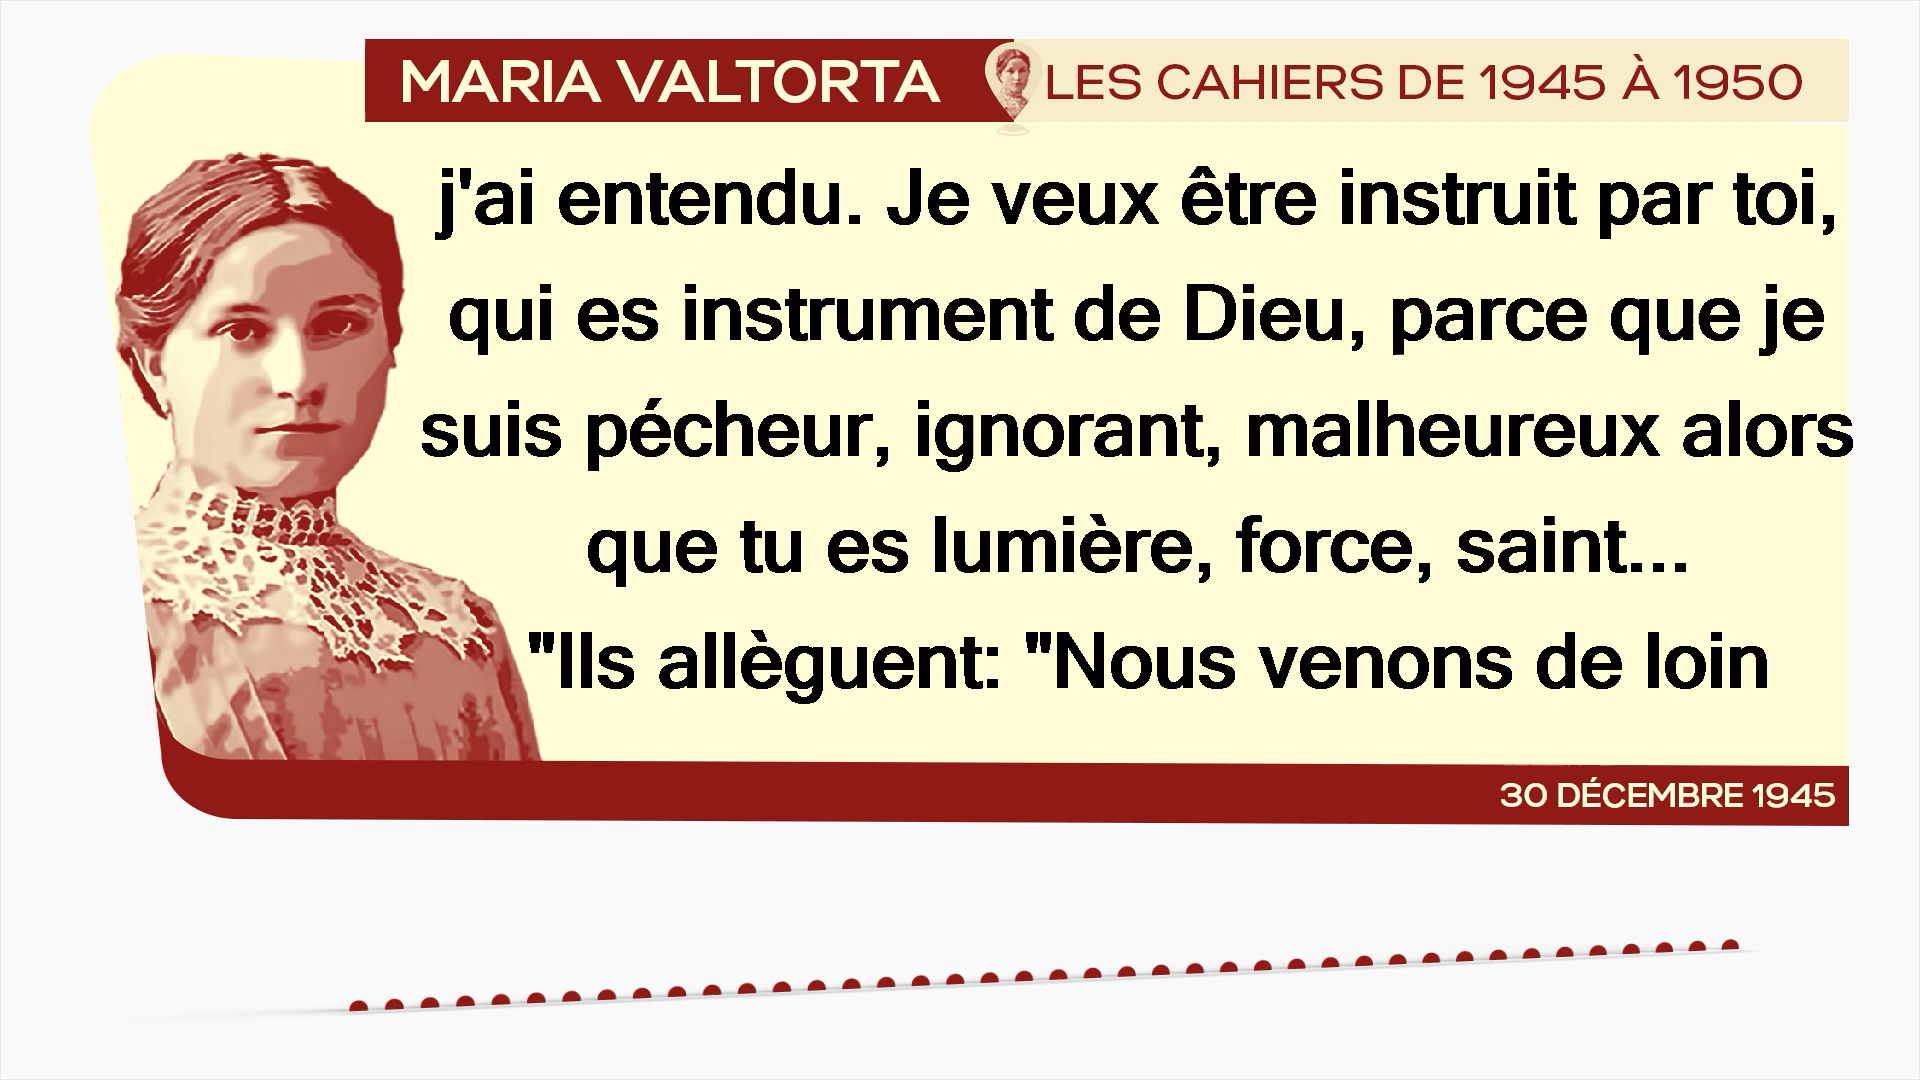 MARIA VALTORTA
LES CAHIERS DE 1945 À 1950
j'ai entendu. Je veux être instruit par toi,
qui es instrument de Dieu, parce que je
suis pécheur, ignorant, malheureux alors
que tu es lumière, force, saint...
"Ils allèguent: "Nous venons de loin
30 DÉCEMBRE 1945